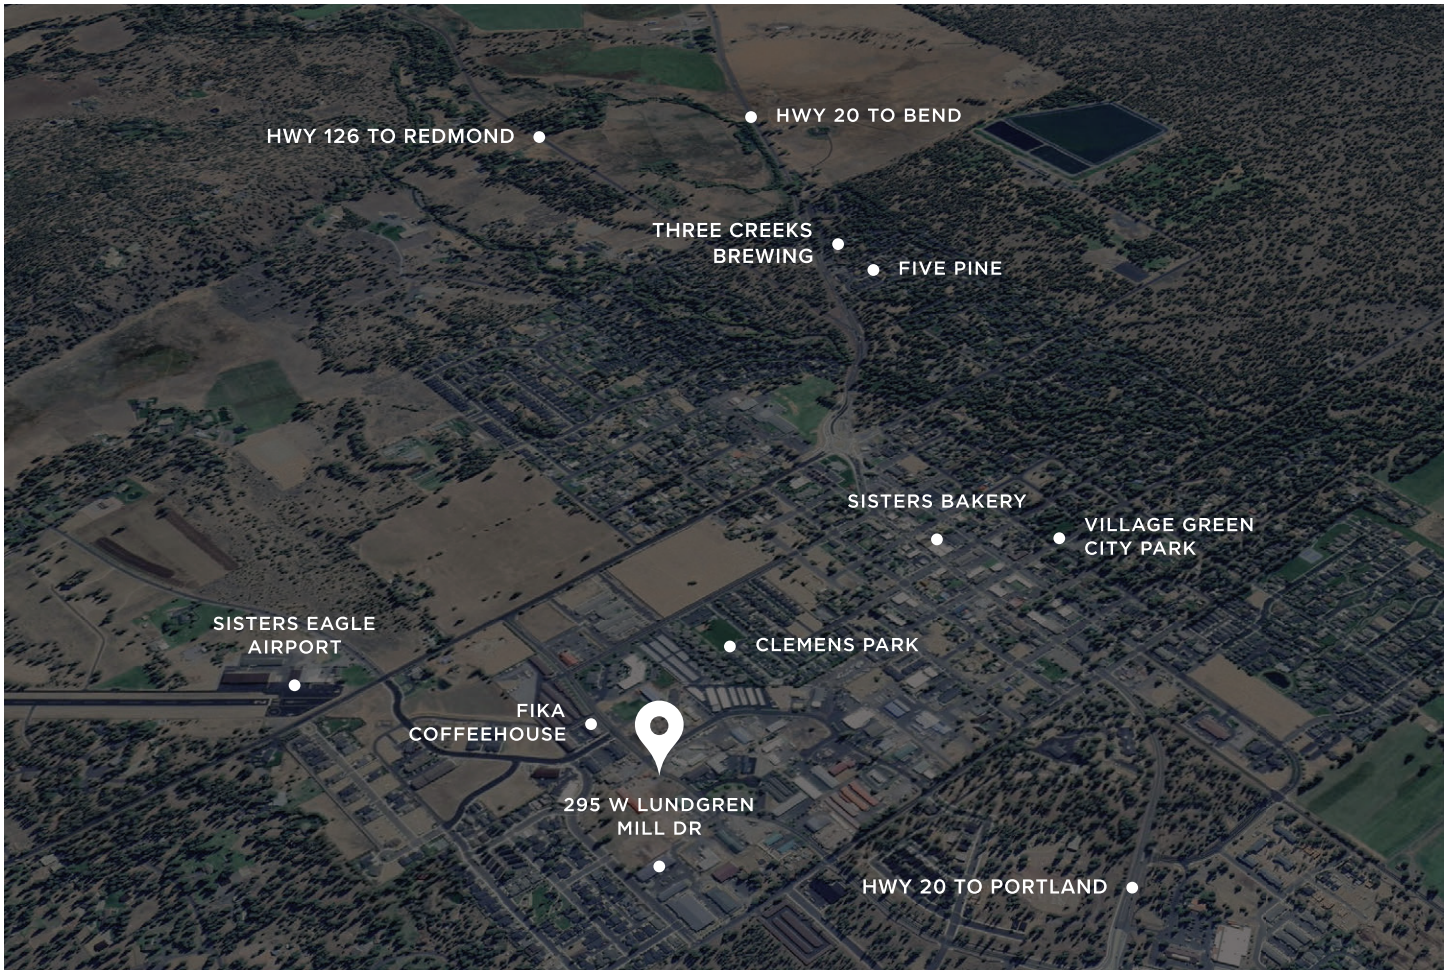 HWY 20 TO BEND
HWY 126 TO REDMOND
THREE CREEKS
BREWING
FIVE PINE
SISTERS BAKERY
VILLAGE GREEN
CITY PARK
SISTERS EAGLE
AIRPORT
CLEMENS PARK
FIKA
COFFEEHOUSE
295 W LUNDGREN
MILL DR
HWY 20 TO PORTLAND